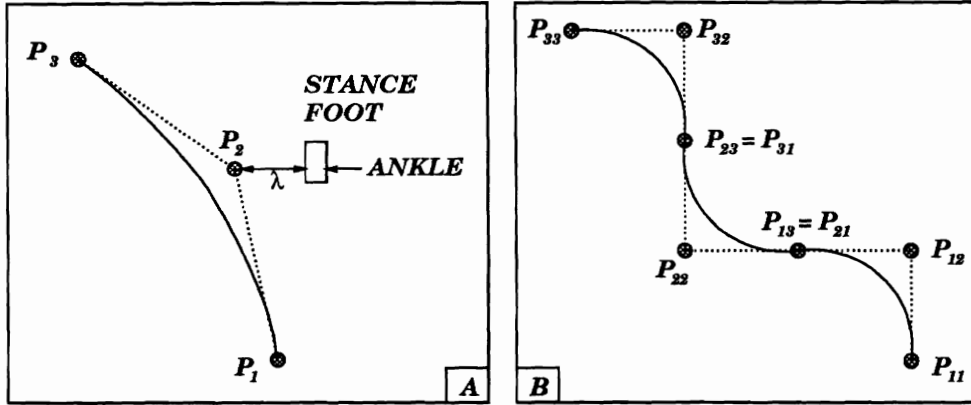 P3
STANCE
FOOT
P2
λ
ANKLE
P1
A
P33
P32
P23 = P31
P13 = P21
P22
P12
P11
B